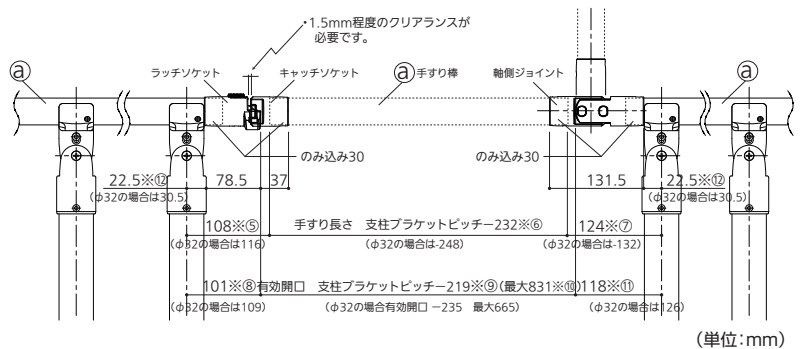 ・1.5mm程度のクリアランスが
必要です。
ⓐ
ラッチソケット
キャッチソケット
ⓐ手すり棒
軸側ジョイント
ⓐ
のみ込み30
のみ込み30
22.5※⑫
(φ32の場合は30.5)
78.5
37
131.5
22.5※⑫
(φ32の場合は30.5)
108※⑤
(φ32の場合は116)
手すり長さ 支柱ブラケットピッチー232※⑥
(φ32の場合は-248)
124※⑦
(φ32の場合は-132)
101※⑧
(φ32の場合は109)
有効開口 支柱ブラケットピッチー219※⑨(最大831※⑩)
(φ32の場合有効開口 －235 最大665)
118※⑪
(φ32の場合は126)
(単位:mm)